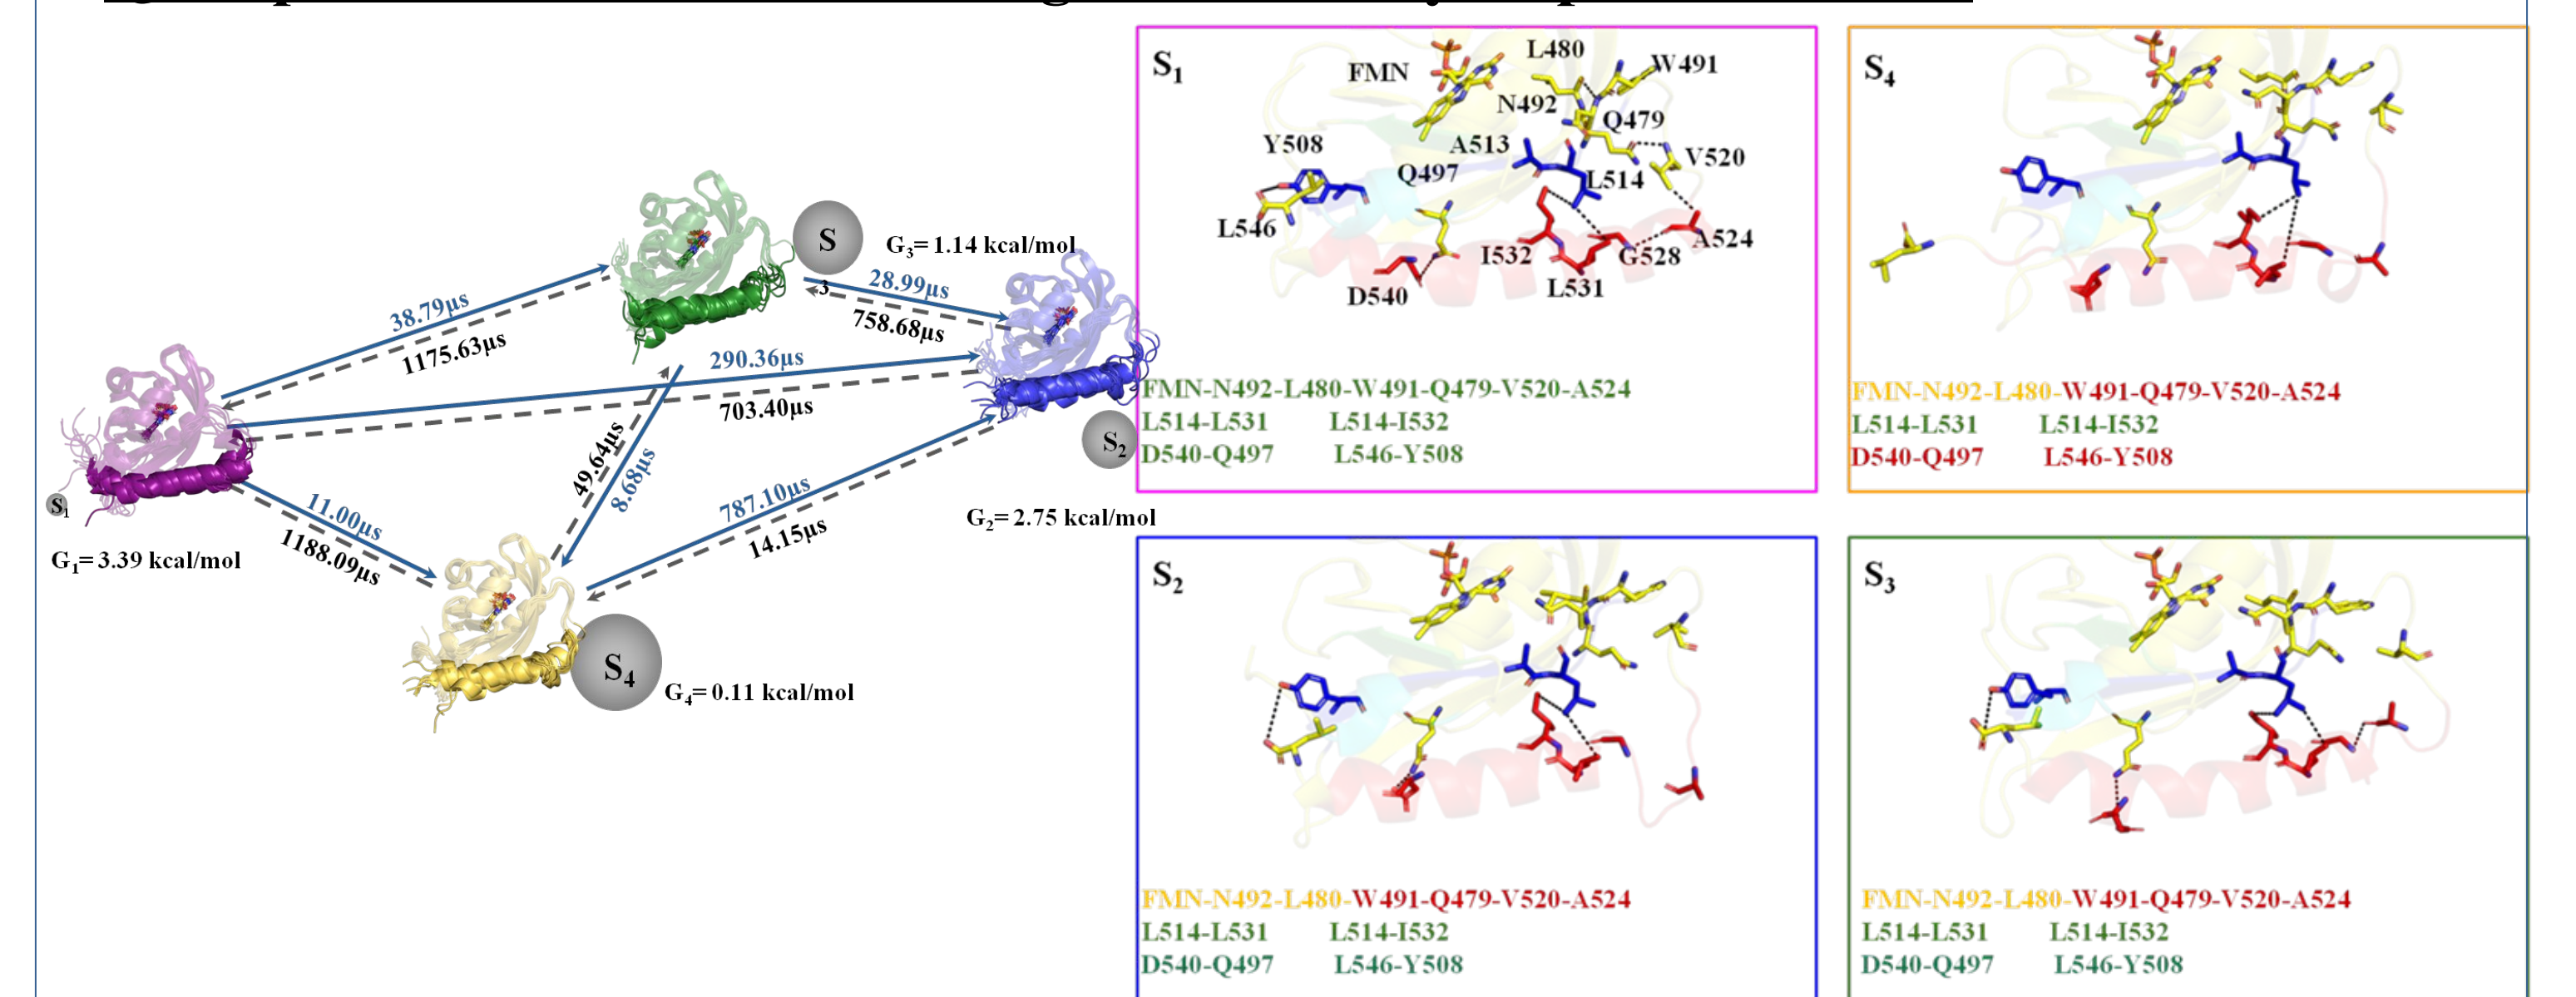 S
3
G3= 1.14 kcal/mol
38.79μs
1175.63μs
28.99μs
758.68μs
290.36μs
703.40μs
49.64μs
8.68μs
787.10μs
14.15μs
11.00μs
1188.09μs
S1
G1= 3.39 kcal/mol
S2
G2= 2.75 kcal/mol
S4
G4= 0.11 kcal/mol
S1
FMN
L480
W491
N492
Q479
Y508
A513
V520
Q497
L514
L546
I532
G528
A524
D540
L531
FMN-N492-L480-W491-Q479-V520-A524
L514-L531 L514-I532
D540-Q497 L546-Y508
S4
FMN-N492-L480-W491-Q479-V520-A524
L514-L531 L514-I532
D540-Q497 L546-Y508
S2
FMN-N492-L480-W491-Q479-V520-A524
L514-L531 L514-I532
D540-Q497 L546-Y508
S3
FMN-N492-L480-W491-Q479-V520-A524
L514-L531 L514-I532
D540-Q497 L546-Y508